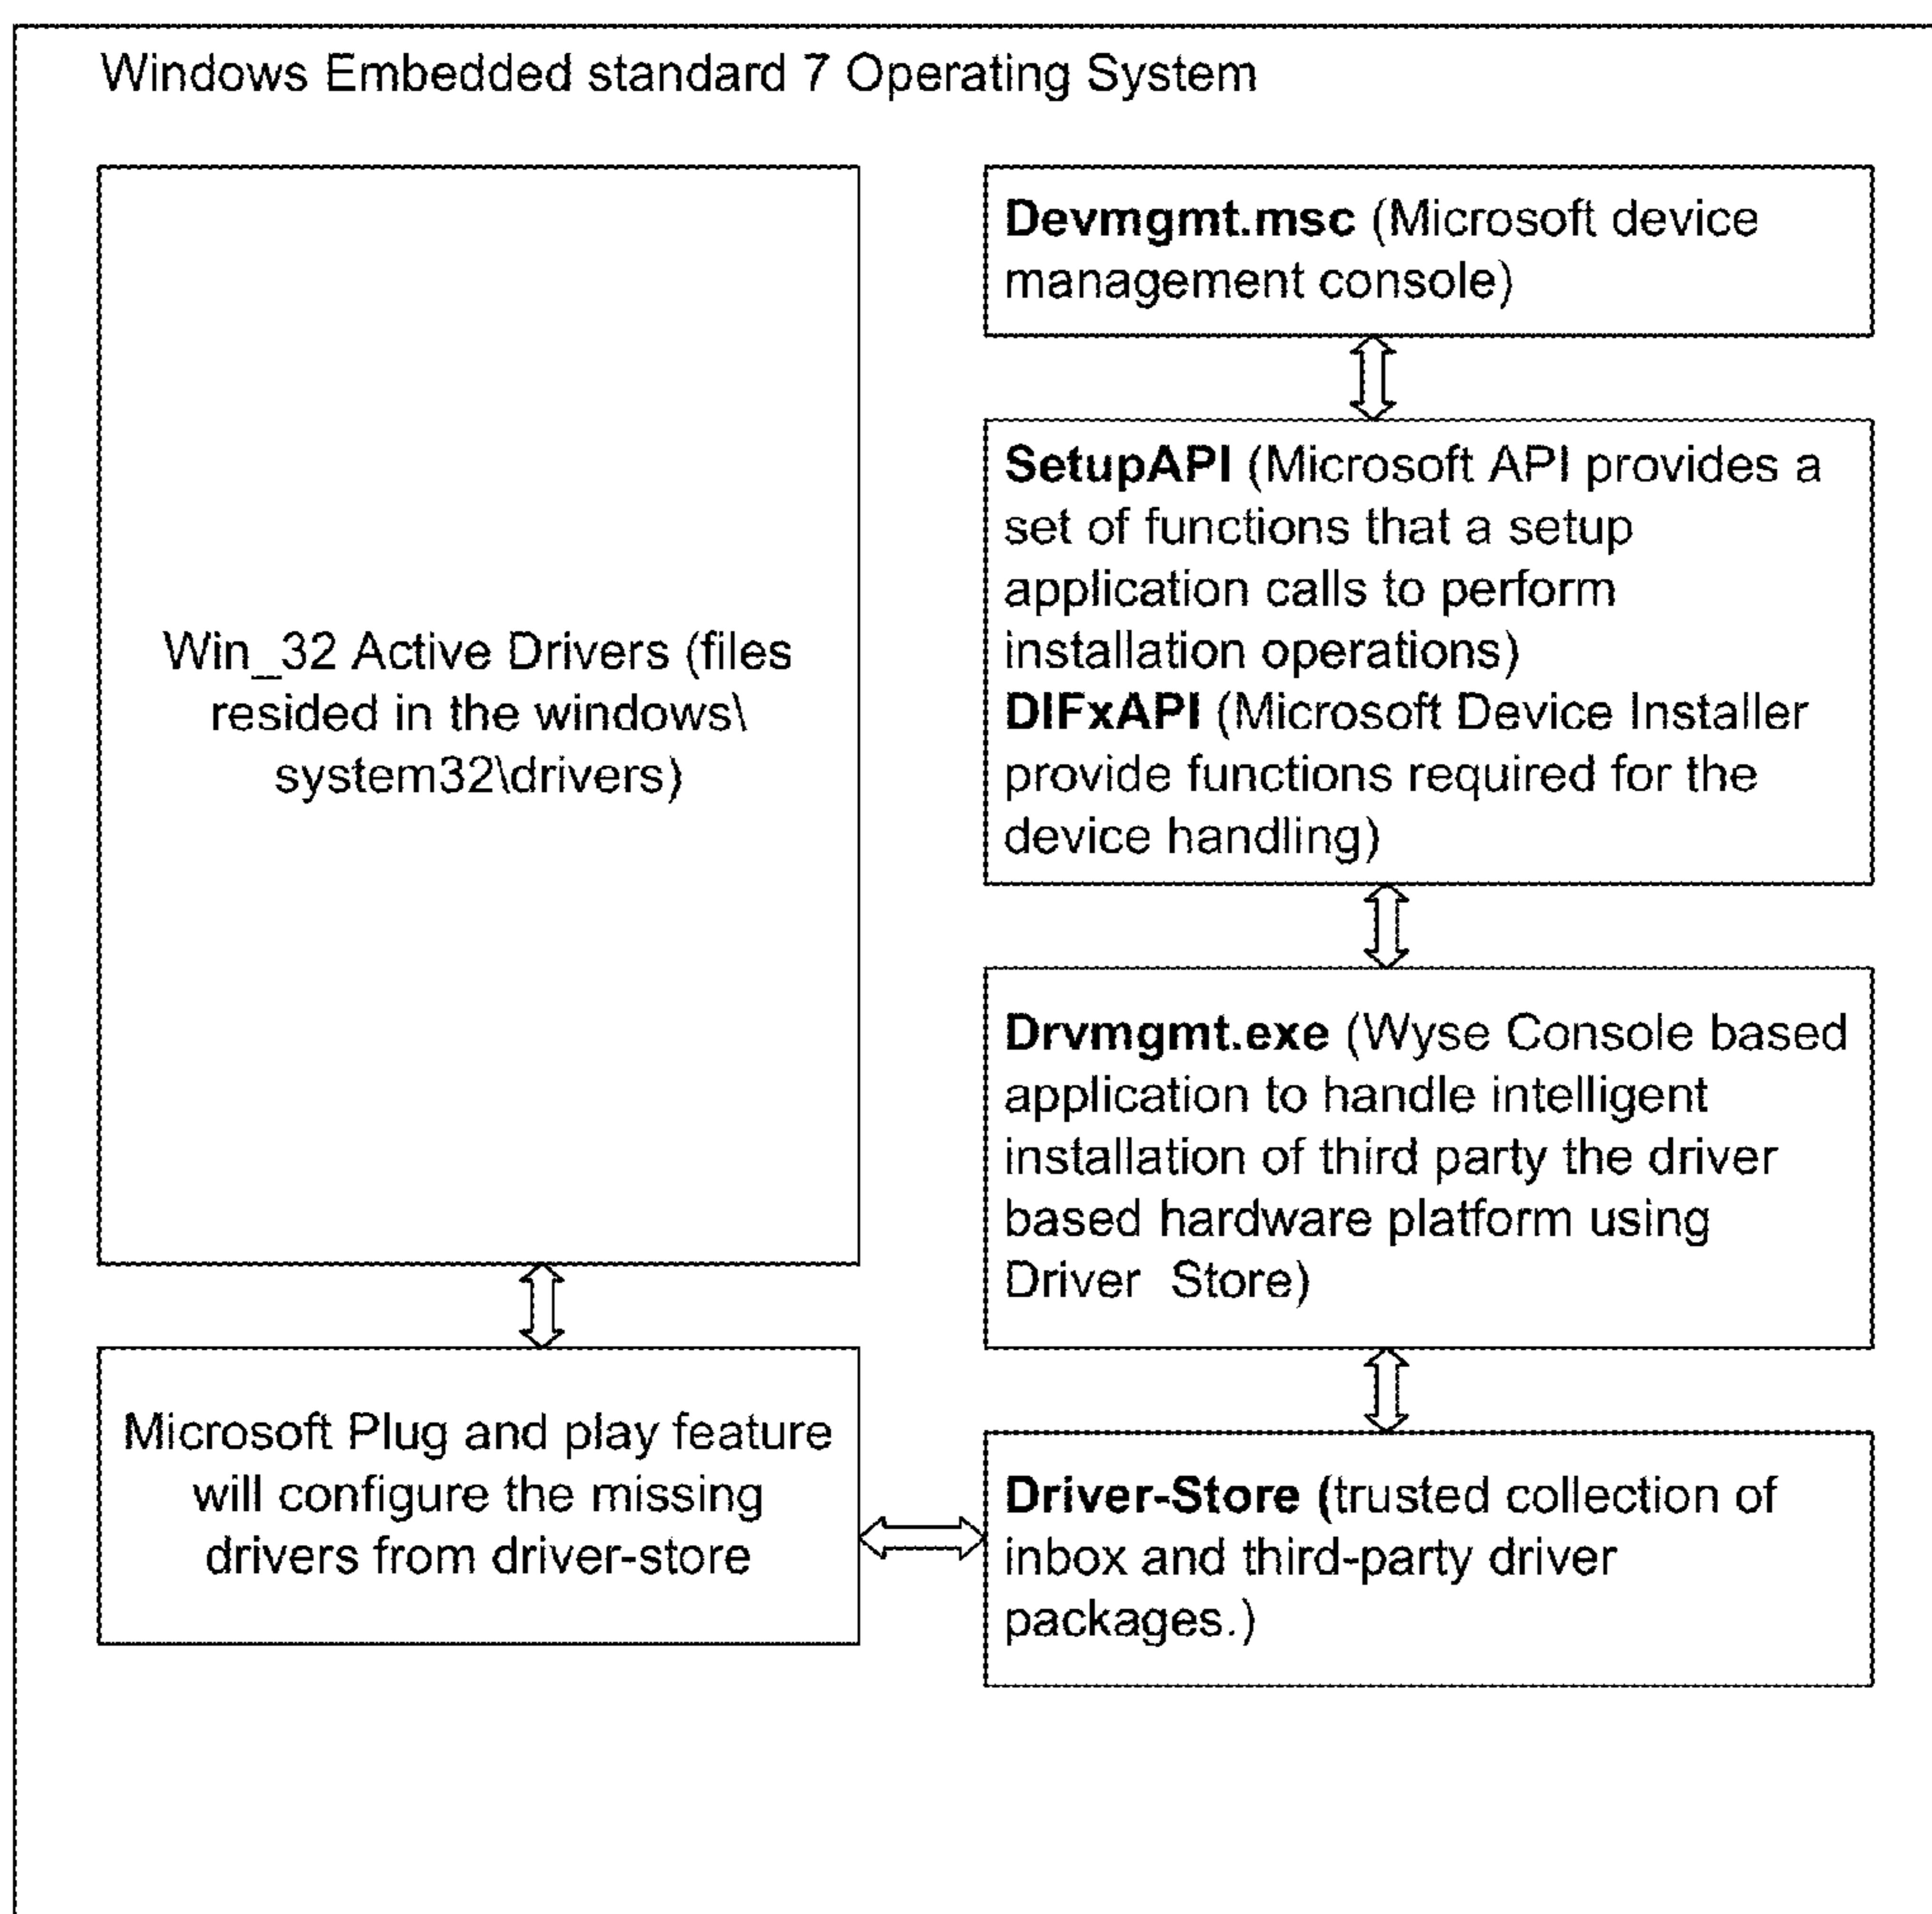 Windows Embedded standard 7 Operating System
Win_32 Active Drivers (files
resided in the windows\
system32\drivers)
Microsoft Plug and play feature
will configure the missing
drivers from driver-store
Devmgmt.msc (Microsoft device
management console)
SetupAPI (Microsoft API provides a
set of functions that a setup
application calls to perform
installation operations)
DIFxAPI (Microsoft Device Installer
provide functions required for the
device handling)
Drvmgmt.exe (Wyse Console based
application to handle intelligent
installation of third party the driver
based hardware platform using
Driver Store)
Driver-Store (trusted collection of
inbox and third-party driver
packages.)